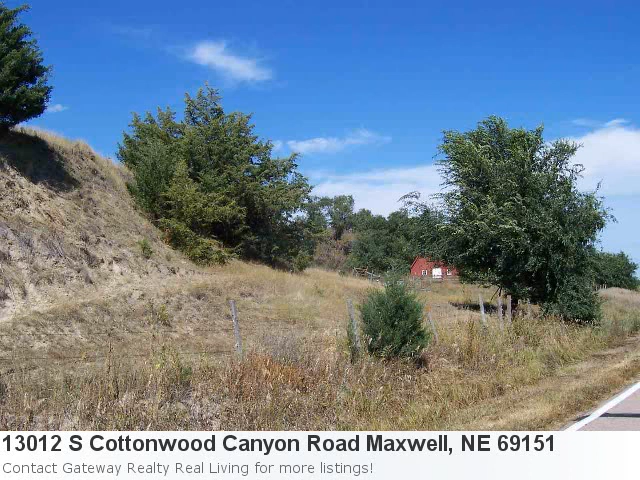 13012 S Cottonwood Canyon Road Maxwell, NE 69151
Contact Gateway Realty Real Living for more listings!